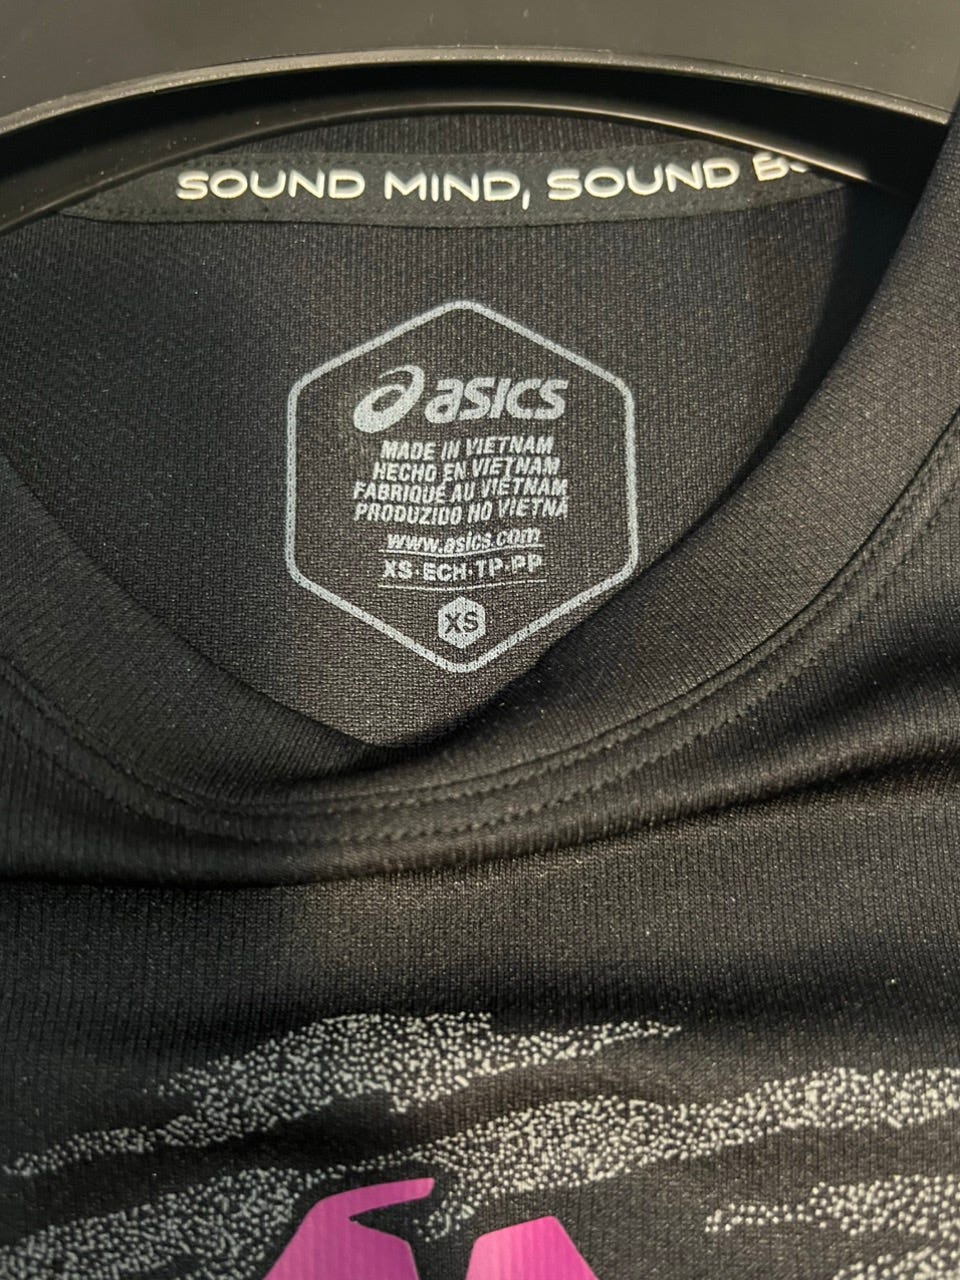 SOUND MIND, SOUND
asics
MADE IN VIETNAM
HECHO EN VIETNAM
FABRIQUÉ AU VIETNAM
PRODUZIDO NO VIETNÃ
www.asics.com
XS·ECH·TP·PP
XS